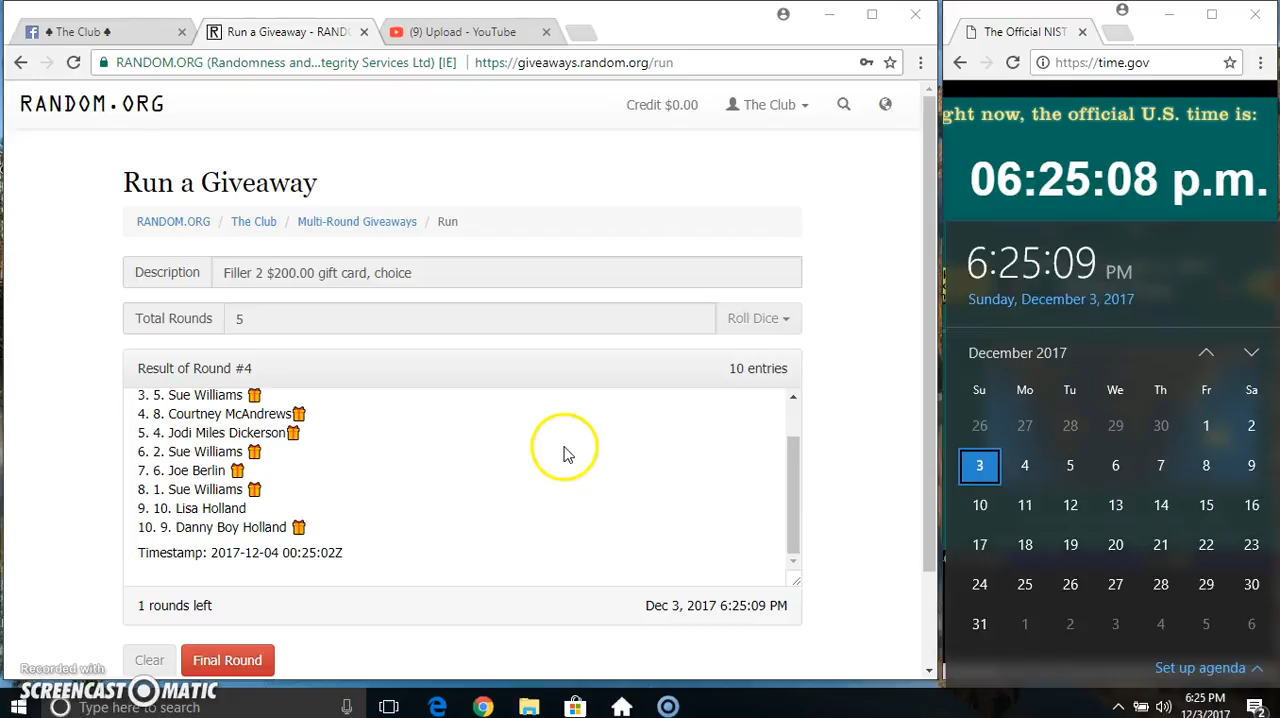 ♠ The Club ♠
Run a Giveaway - RAND
(9) Upload - YouTube
RANDOM.ORG (Randomness and...tegrity Services Ltd) [IE]
https://giveaways.random.org/run
RANDOM.ORG
Credit $0.00
The Club
Run a Giveaway
RANDOM.ORG / The Club / Multi-Round Giveaways / Run
Description
Filler 2 $200.00 gift card, choice
Total Rounds
5
Roll Dice
Result of Round #4
10 entries
3. 5. Sue Williams
4. 8. Courtney McAndrews
5. 4. Jodi Miles Dickerson
6. 2. Sue Williams
7. 6. Joe Berlin
8. 1. Sue Williams
9. 10. Lisa Holland
10. 9. Danny Boy Holland
Timestamp: 2017-12-04 00:25:02Z
1 rounds left
Dec 3, 2017 6:25:09 PM
Clear
Final Round
Recorded with
SCREENCAST-O-MATIC
Type here to search
The Official NIST
https://time.gov
ght now, the official U.S. time is:
06:25:08 p.m.
6:25:09 PM
Sunday, December 3, 2017
December 2017
Su Mo Tu We Th Fr Sa
26 27 28 29 30 1 2
3 4 5 6 7 8 9
10 11 12 13 14 15 16
17 18 19 20 21 22 23
24 25 26 27 28 29 30
31 1 2 3 4 5 6
Set up agenda
6:25 PM
12/3/2017
2